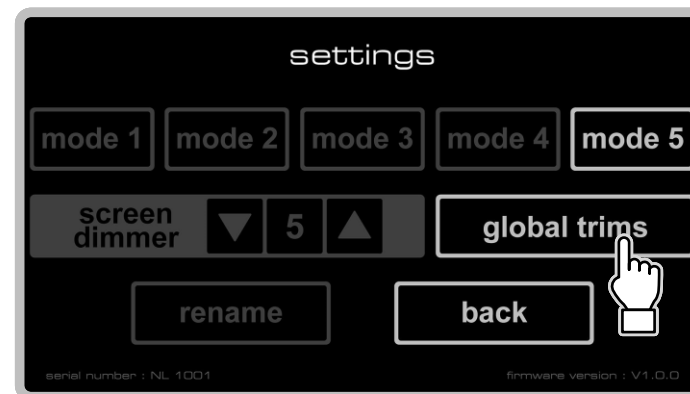 settings
mode 1 mode 2 mode 3 mode 4 mode 5
screen
dimmer 5 global trims
rename back
serial number : NL 1001 firmware version : V1.0.0